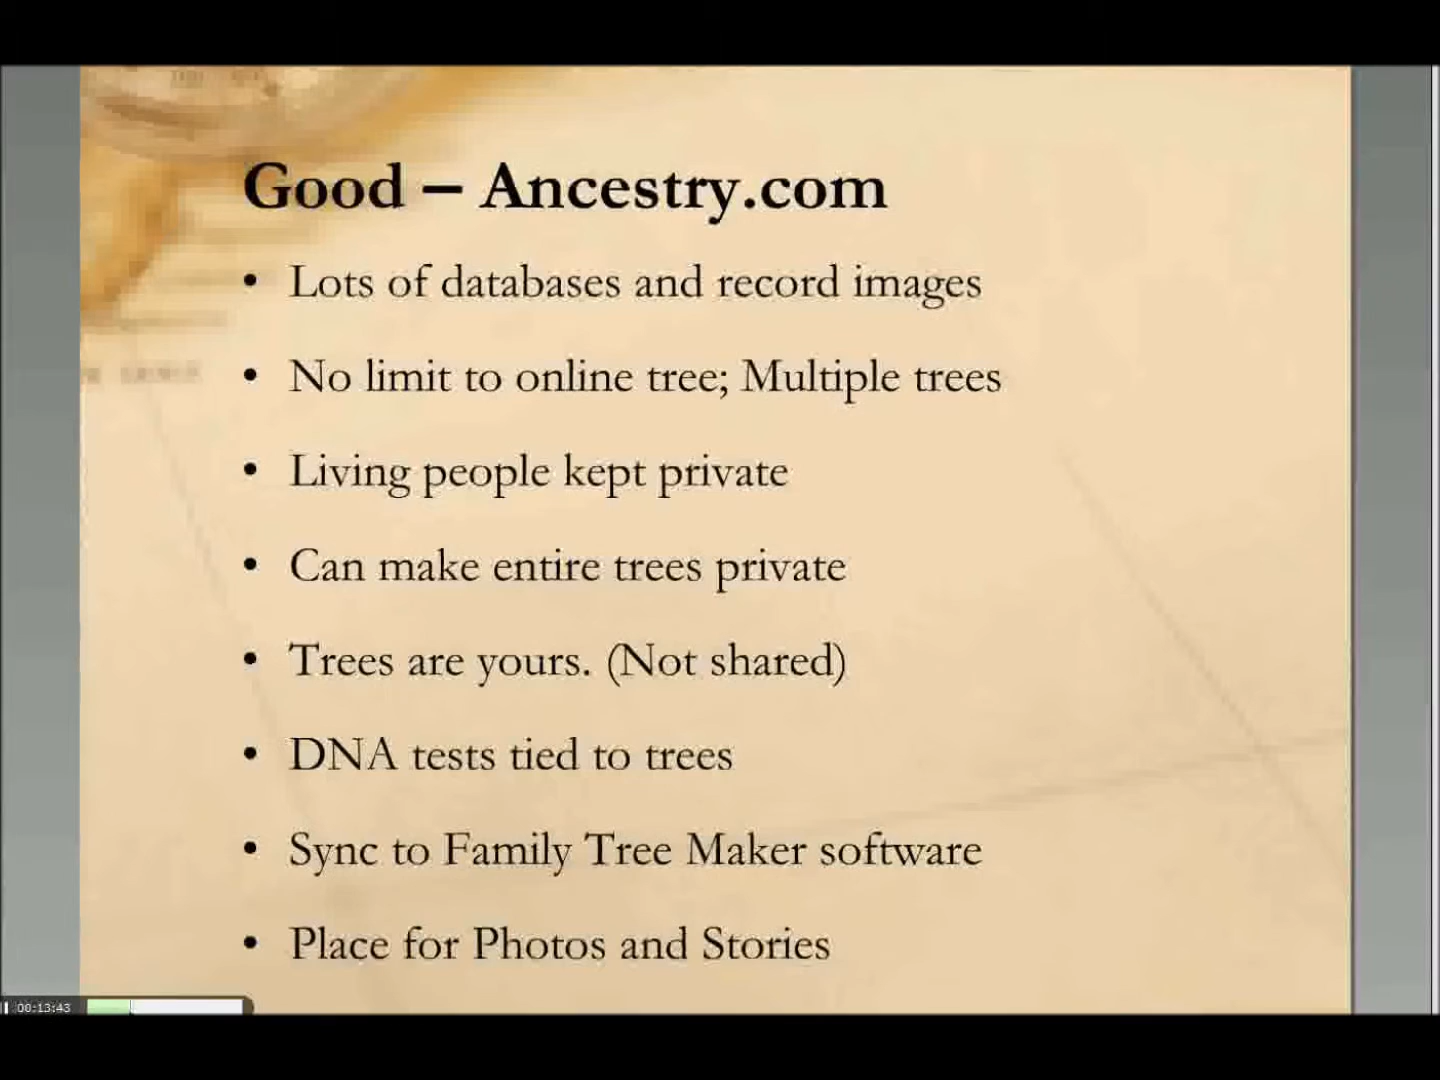 Good – Ancestry.com
• Lots of databases and record images
• No limit to online tree; Multiple trees
• Living people kept private
• Can make entire trees private
• Trees are yours. (Not shared)
• DNA tests tied to trees
• Sync to Family Tree Maker software
• Place for Photos and Stories
00:13:43